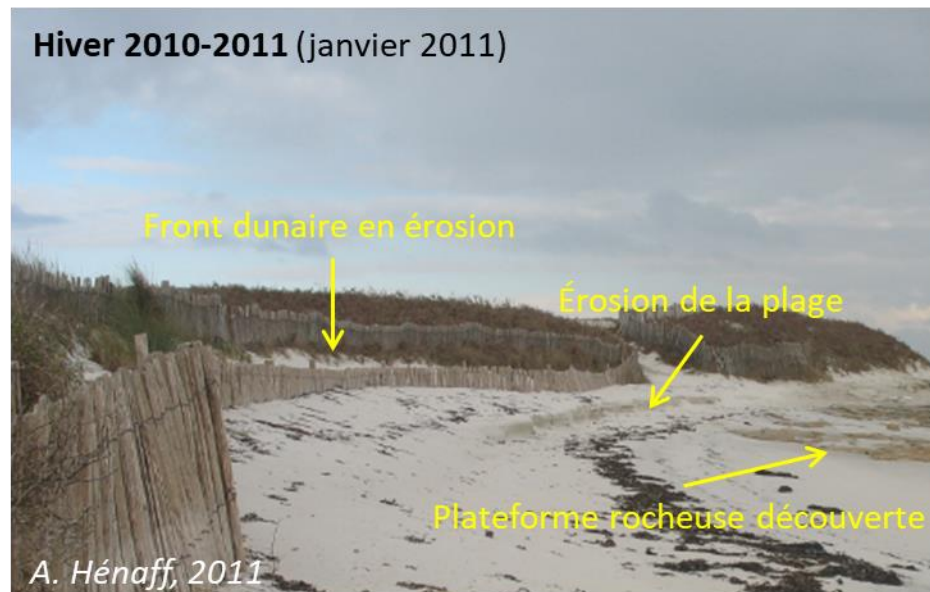 Hiver 2010-2011 (janvier 2011)
Front dunaire en érosion
Érosion de la plage
Plateforme rocheuse découverte
A. Hénaff, 2011